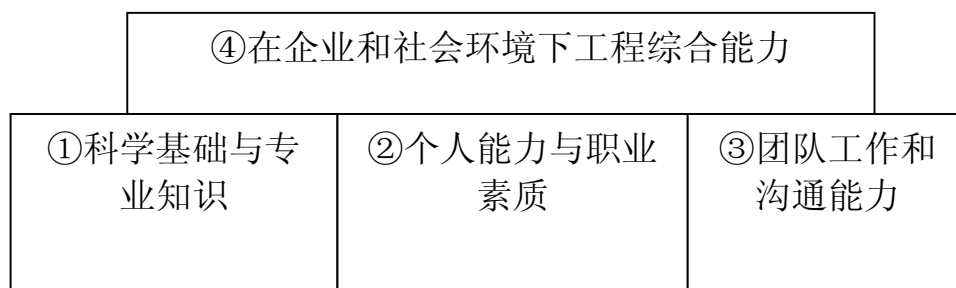 ④在企业和社会环境下工程综合能力
①科学基础与专
业知识
②个人能力与职业
素质
③团队工作和
沟通能力